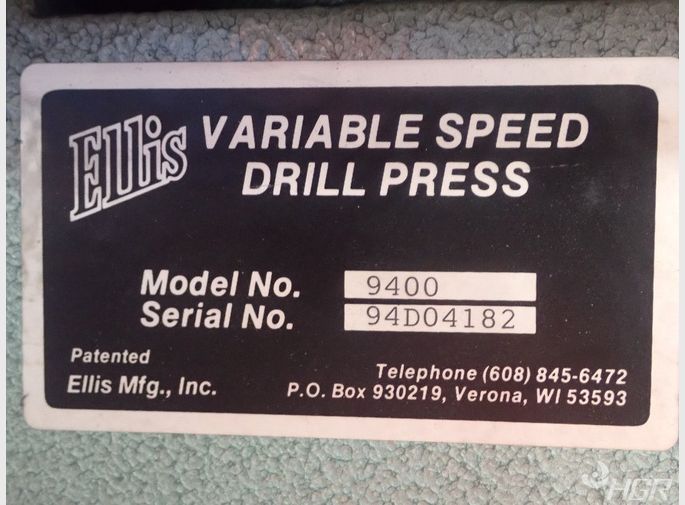 Ellis VARIABLE SPEED
DRILL PRESS
Model No. 9400
Serial No. 94D04182
Patented
Ellis Mfg., Inc.
Telephone (608) 845-6472
P.O. Box 930219, Verona, WI 53593
HGR